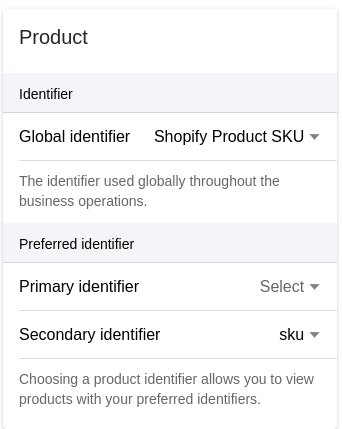 Product
Identifier
Global identifier Shopify Product SKU
The identifier used globally throughout the
business operations.
Preferred identifier
Primary identifier Select
Secondary identifier sku
Choosing a product identifier allows you to view
products with your preferred identifiers.